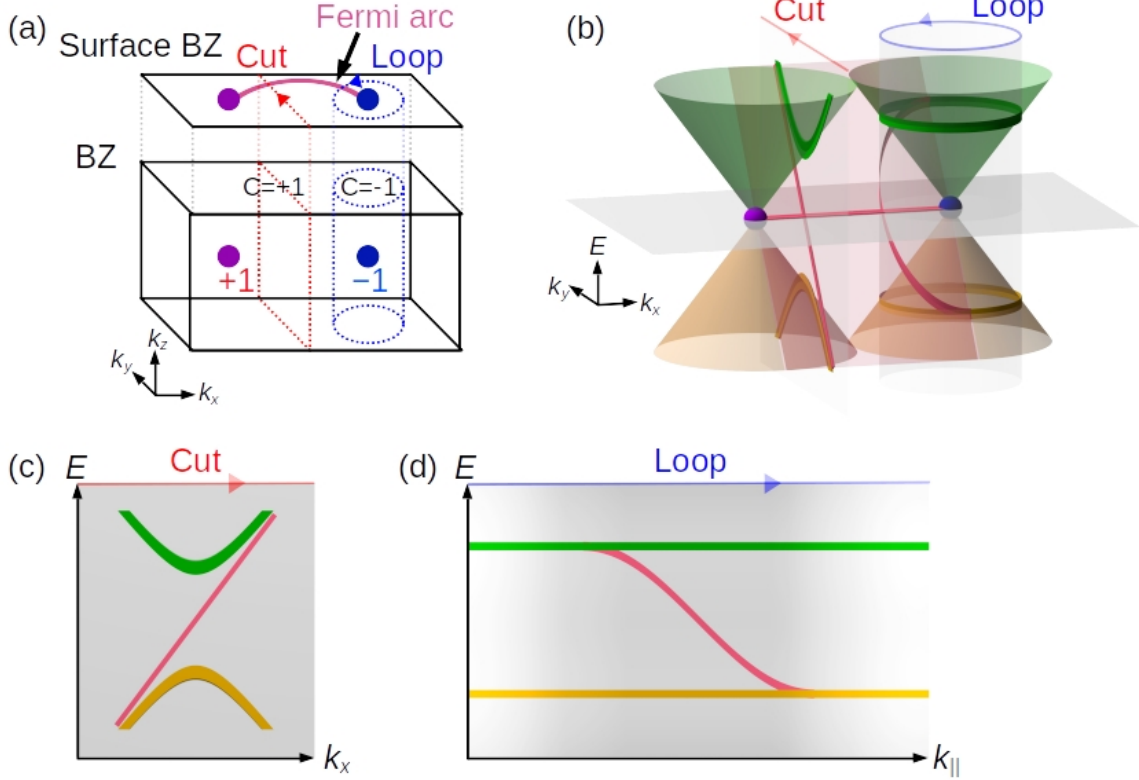 (a)
Fermi arc
Surface BZ
Cut
Loop
BZ
C=+1
C=-1
+1
−1
k_z
k_y
k_x
(b)
Cut
Loop
E
k_y
k_x
(c)
E
Cut
k_x
(d)
E
Loop
k_||